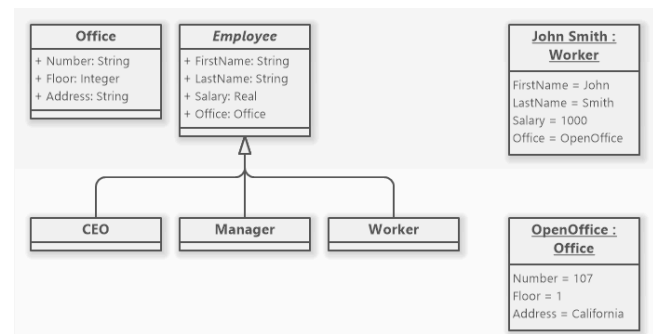 Office
+ Number: String
+ Floor: Integer
+ Address: String
Employee
+ FirstName: String
+ LastName: String
+ Salary: Real
+ Office: Office
John Smith :
Worker
FirstName = John
LastName = Smith
Salary = 1000
Office = OpenOffice
CEO
Manager
Worker
OpenOffice :
Office
Number = 107
Floor = 1
Address = California